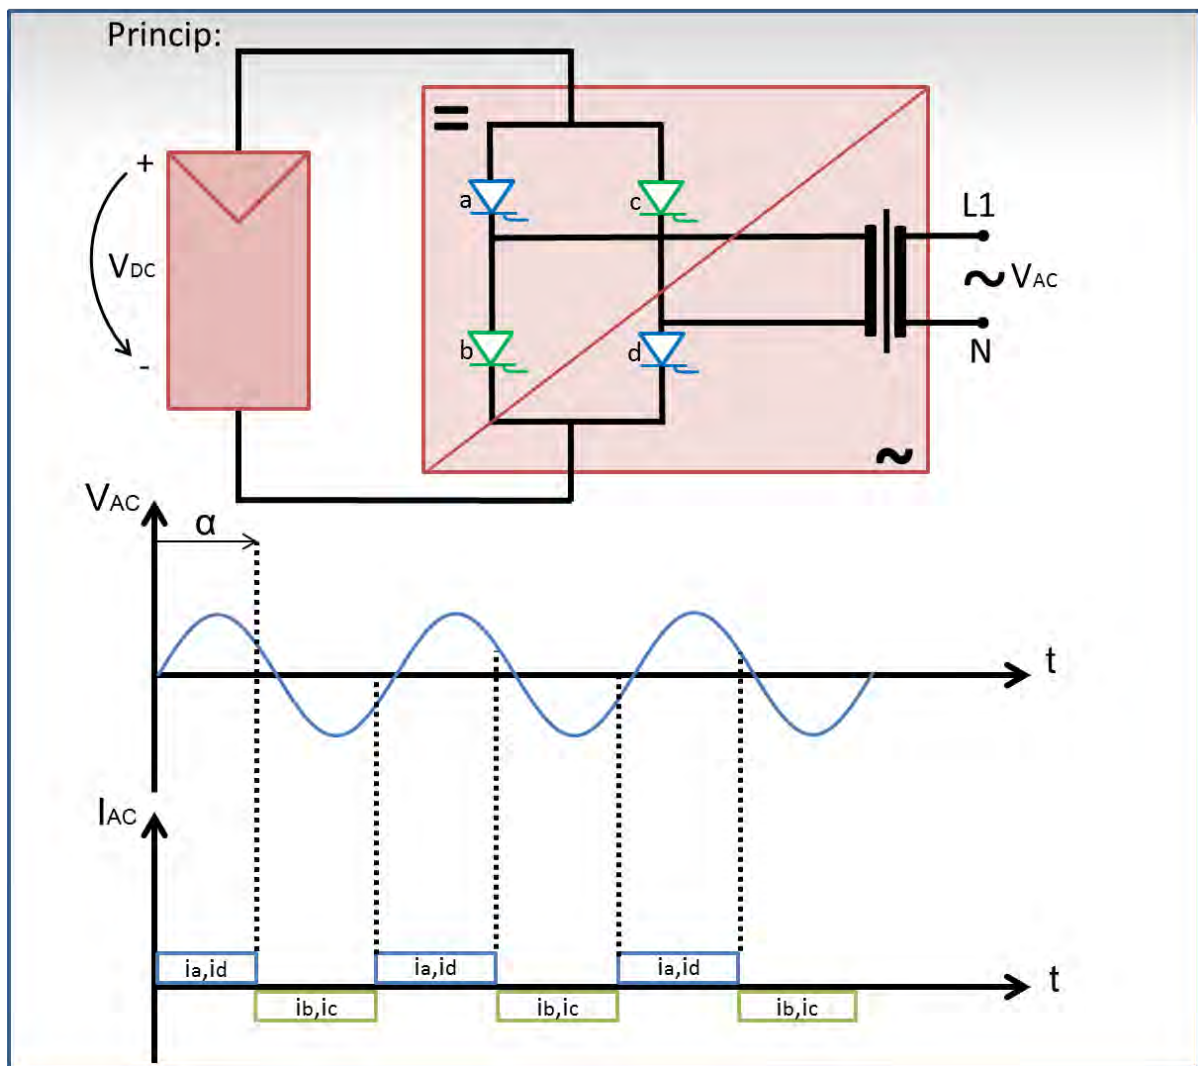 Princip:
=
+
a
c
L1
VDC
~ VAC
b
d
N
-
~
VAC
α
t
IAC
ia,id
ia,id
ia,id
t
ib,ic
ib,ic
ib,ic